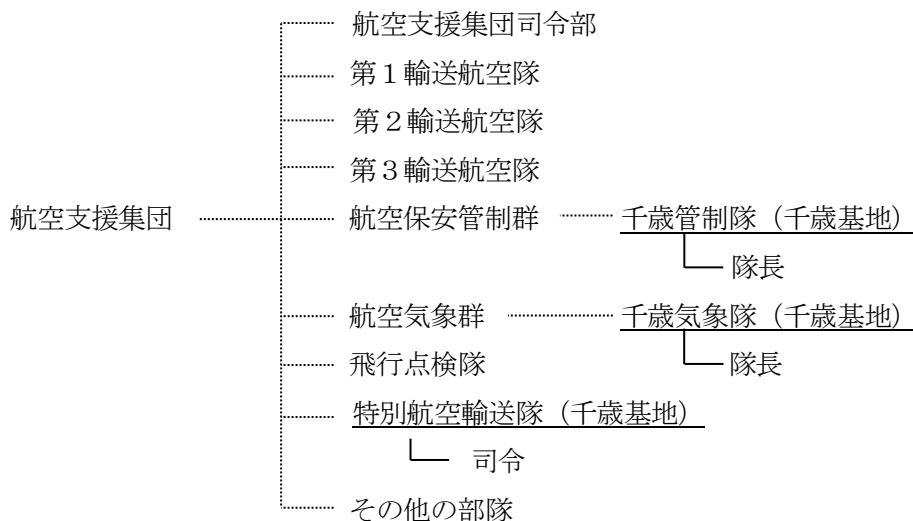 航空支援集団司令部
第1輸送航空隊
第2輸送航空隊
第3輸送航空隊
航空支援集団
航空保安管制群
千歳管制隊（千歳基地）
隊長
航空気象群
千歳気象隊（千歳基地）
飛行点検隊
隊長
特別航空輸送隊（千歳基地）
司令
その他の部隊